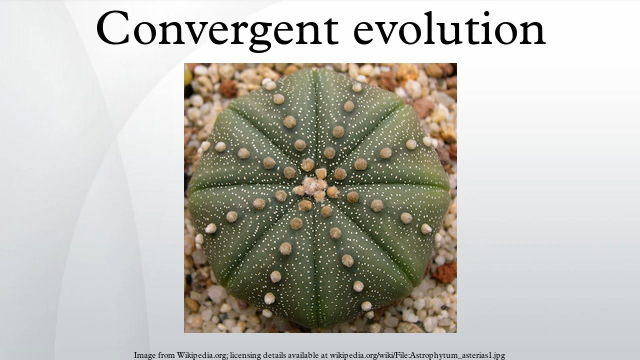 Convergent evolution
Image from Wikipedia.org; licensing details available at wikipedia.org/wiki/File:Astrophytum_asterias1.jpg